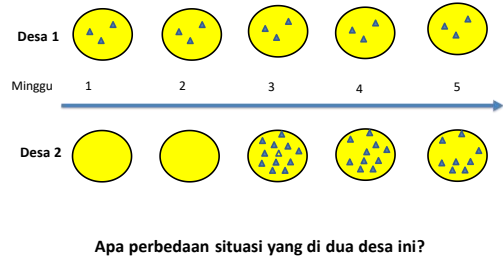 Desa 1
Minggu 1 2 3 4 5
Desa 2
Apa perbedaan situasi yang di dua desa ini?